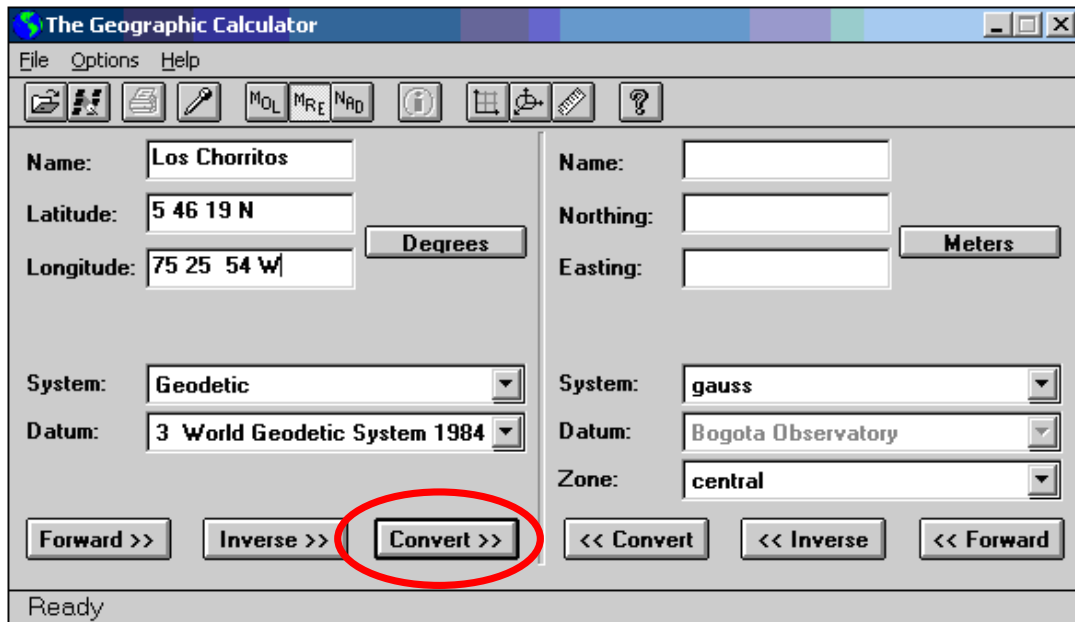 The Geographic Calculator
File Options Help
MOL MRE NAD
Name: Los Chorritos
Latitude: 5 46 19 N
Longitude: 75 25  54 W
Degrees
System: Geodetic
Datum: 3 World Geodetic System 1984
Forward >> Inverse >> Convert >>
Name:
Northing:
Easting:
Meters
System: gauss
Datum: Bogota Observatory
Zone: central
<< Convert << Inverse << Forward
Ready